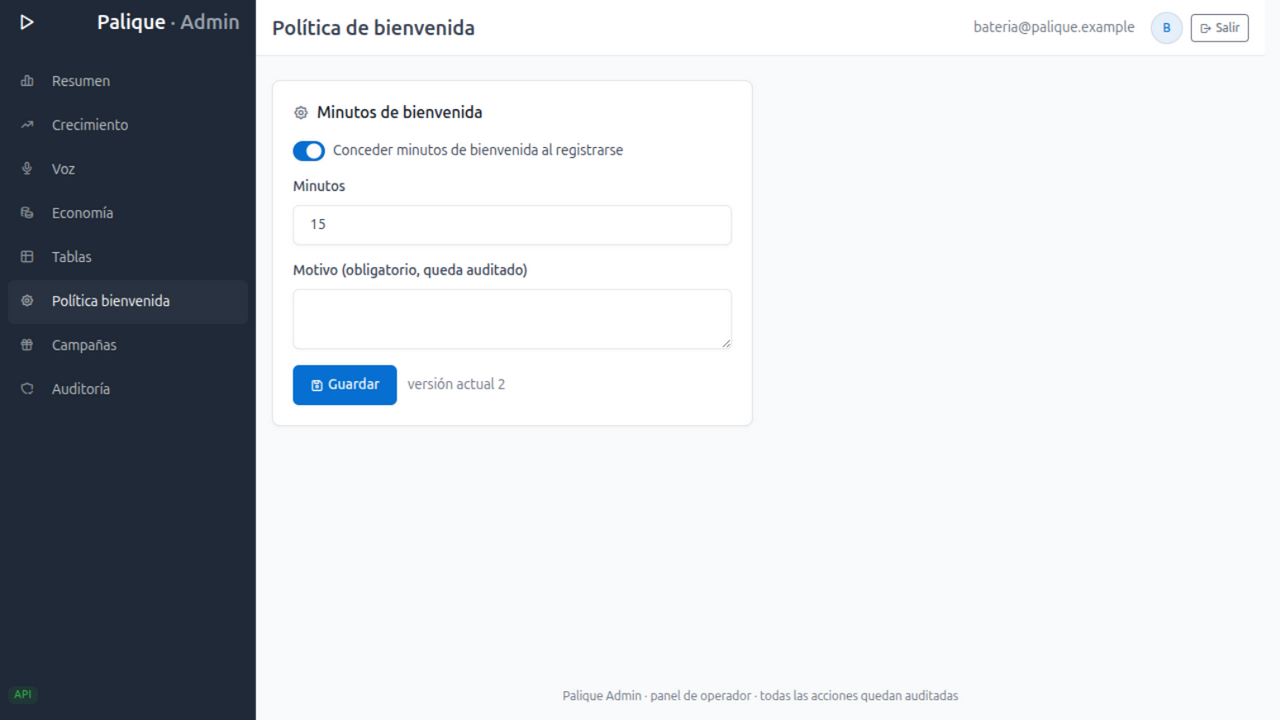 Palique · Admin
Resumen
Crecimiento
Voz
Economía
Tablas
Política bienvenida
Campañas
Auditoría
API
Política de bienvenida
bateria@palique.example
B
Salir
Minutos de bienvenida
Conceder minutos de bienvenida al registrarse
Minutos
15
Motivo (obligatorio, queda auditado)
Guardar
versión actual 2
Palique Admin · panel de operador · todas las acciones quedan auditadas